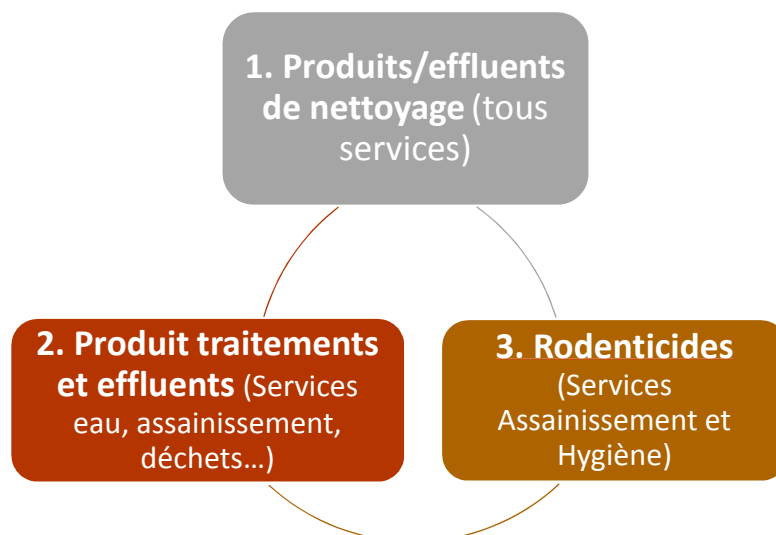 1. Produits/effluents
de nettoyage (tous
services)
2. Produit traitements
et effluents (Services
eau, assainissement,
déchets…)
3. Rodenticides
(Services
Assainissement et
Hygiène)